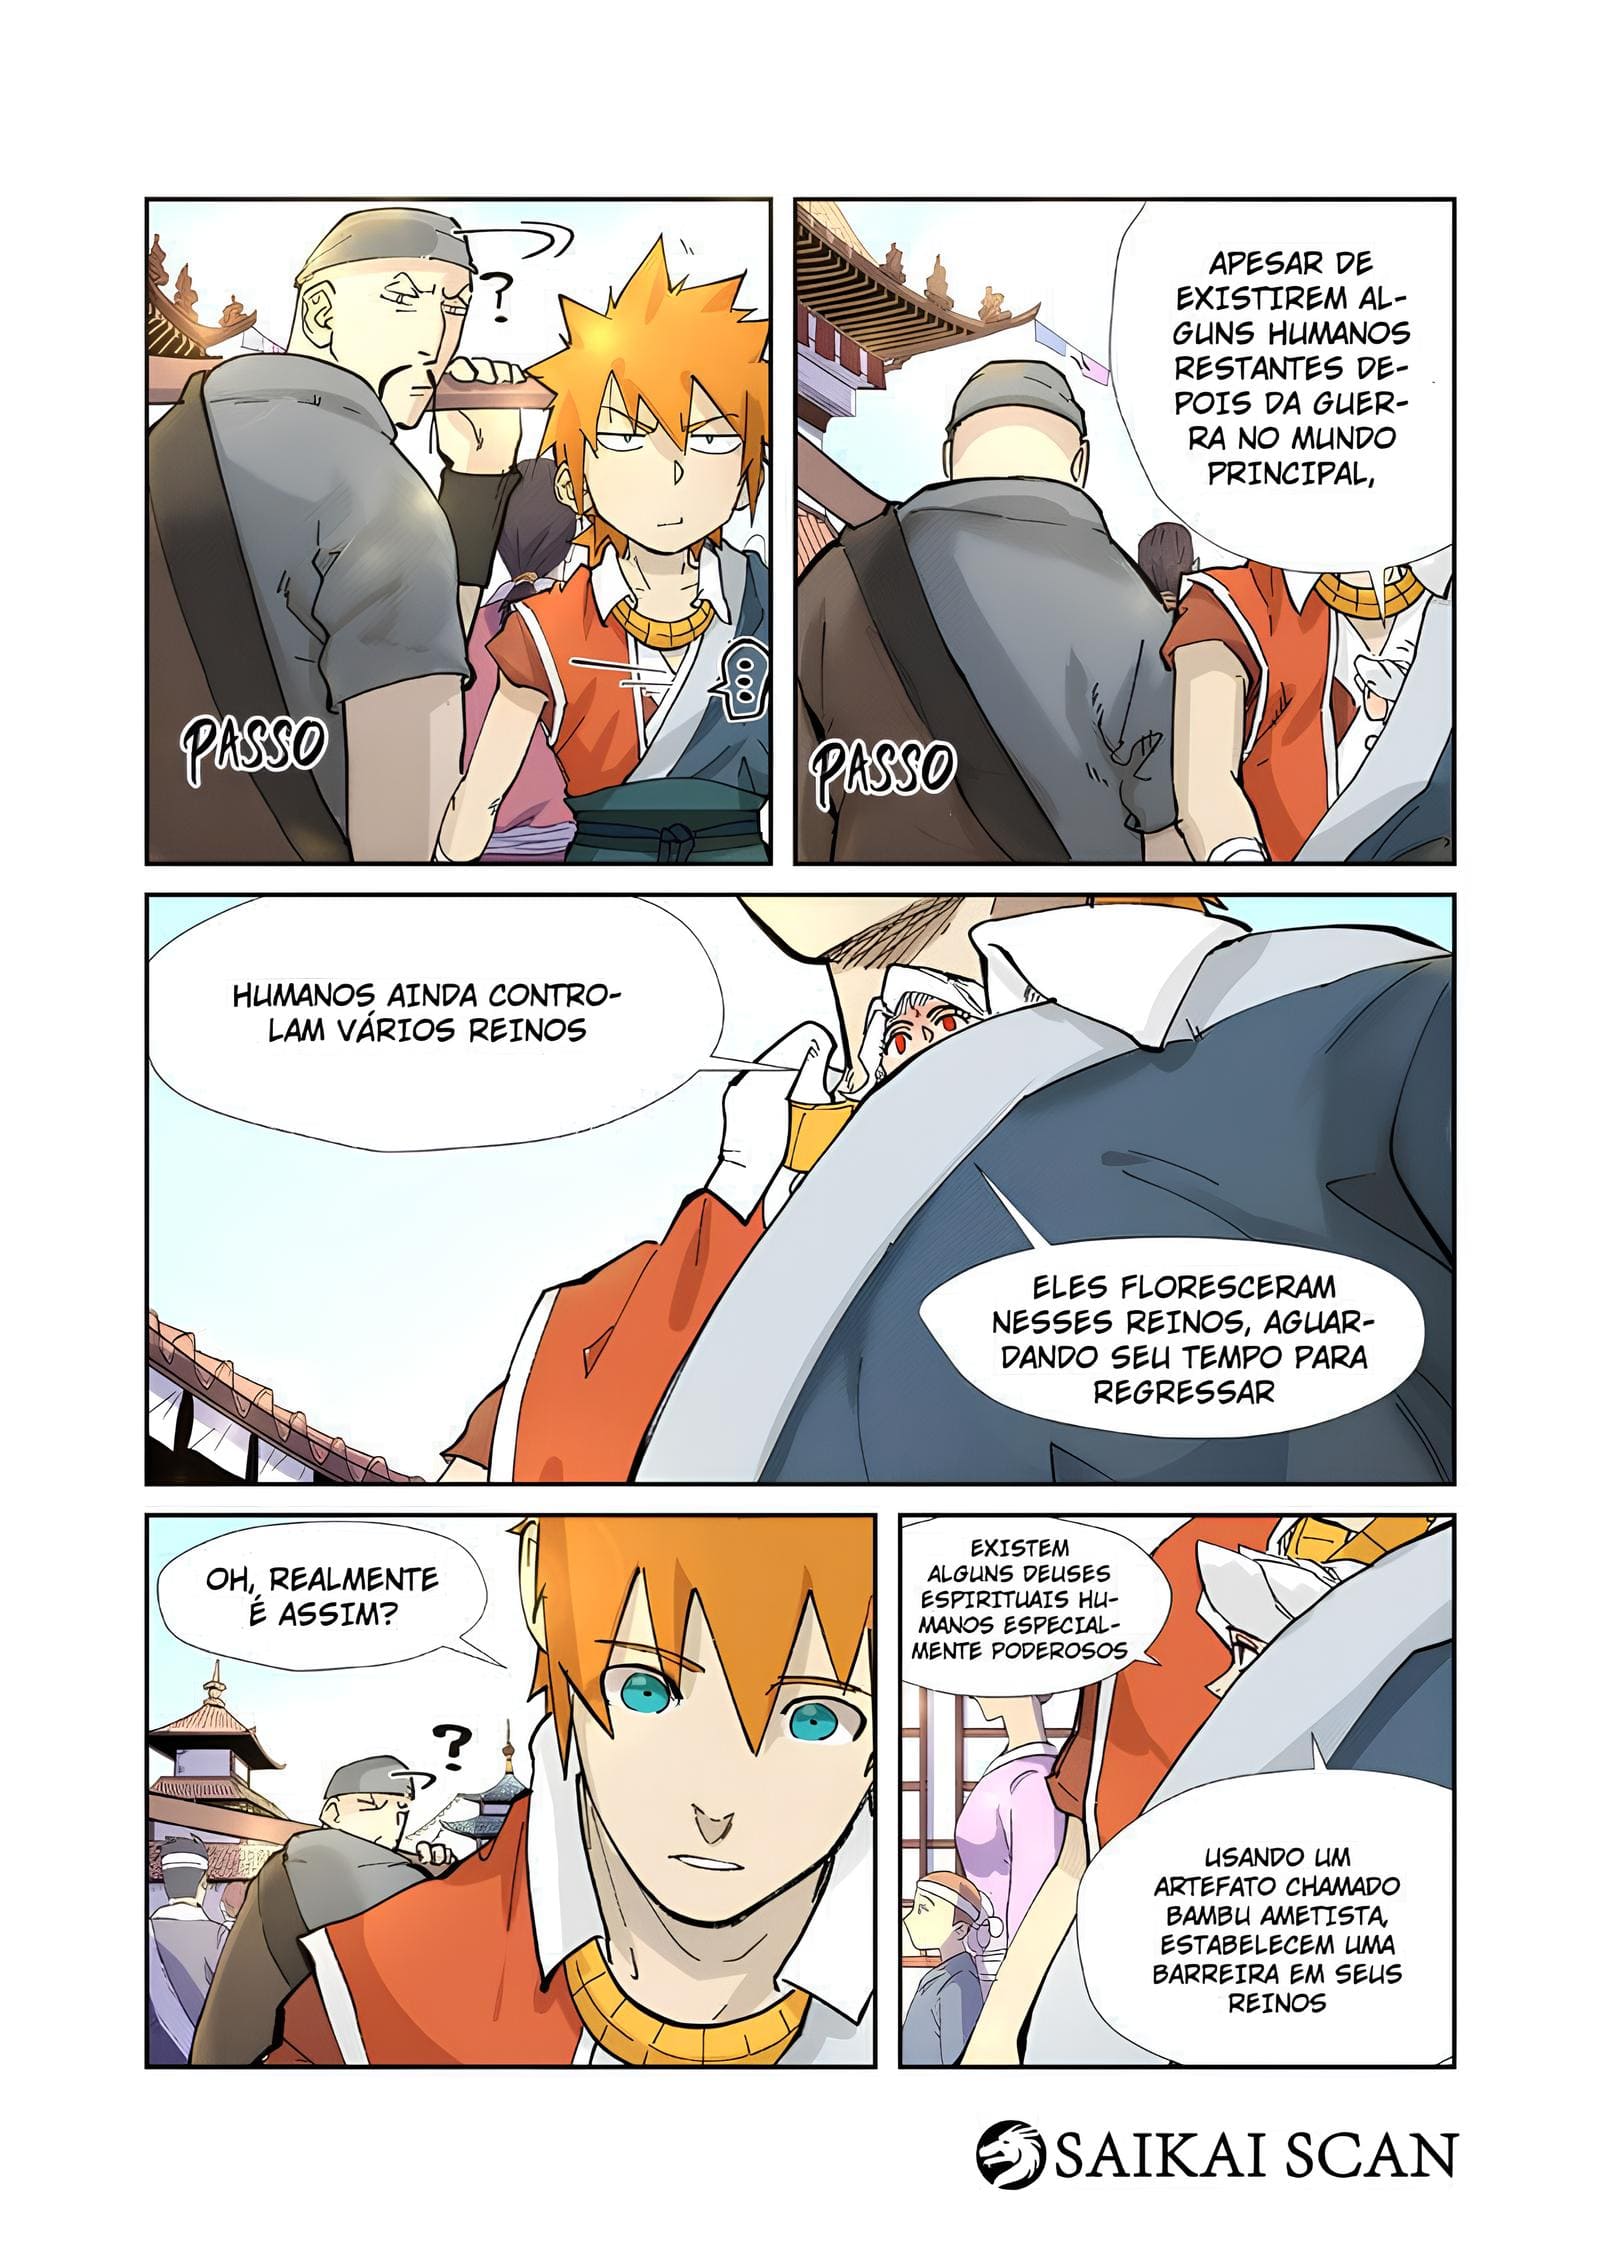 ?
PASSO
APESAR DE
EXISTIREM AL-
GUNS HUMANOS
RESTANTES DE-
POIS DA GUER-
RA NO MUNDO
PRINCIPAL,
PASSO
HUMANOS AINDA CONTRO-
LAM VÁRIOS REINOS
ELES FLORESCERAM
NESSES REINOS, AGUAR-
DANDO SEU TEMPO PARA
REGRESSAR
OH, REALMENTE
É ASSIM?
?
EXISTEM
ALGUNS DEUSES
ESPIRITUAIS HU-
MANOS ESPECIAL-
MENTE PODEROSOS
USANDO UM
ARTEFATO CHAMADO
BAMBU AMETISTA,
ESTABELECEM UMA
BARREIRA EM SEUS
REINOS
SAIKAI SCAN